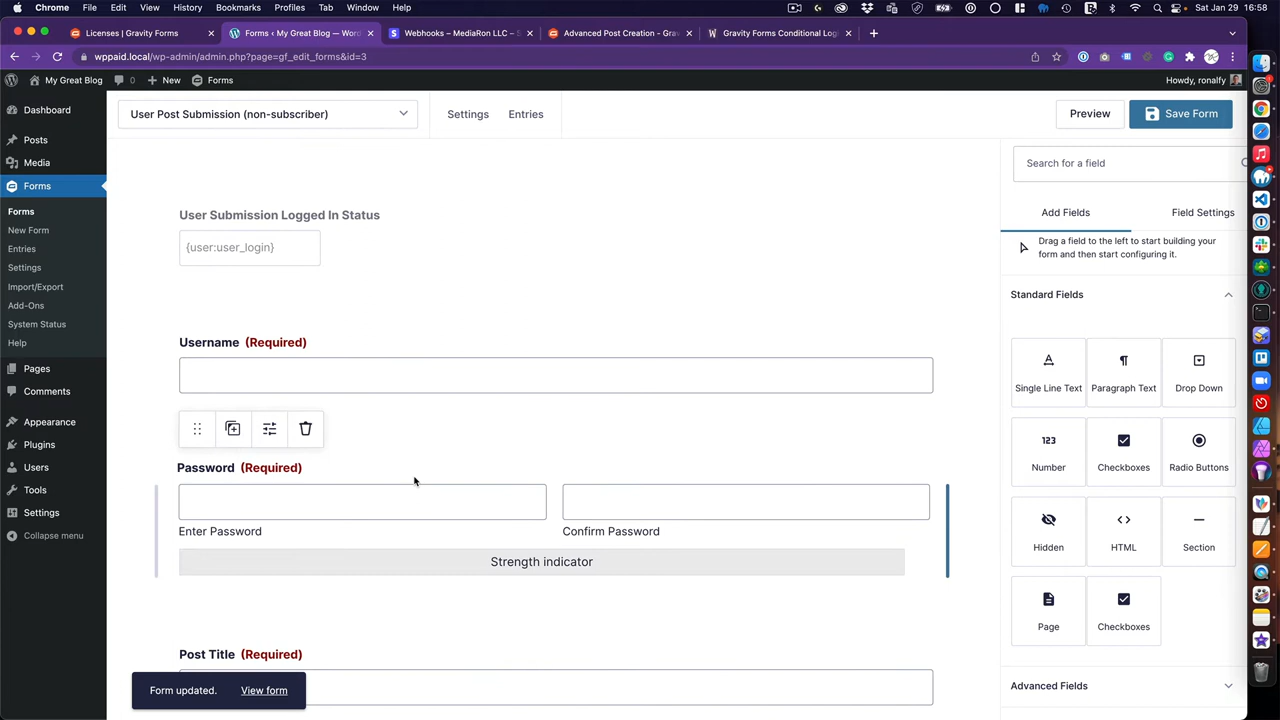 Chrome File Edit View History Bookmarks Profiles Tab Window Help
Sat Jan 29 16:58
Licenses | Gravity Forms
Forms ‹ My Great Blog — Word
Webhooks – MediaRon LLC – S
Advanced Post Creation - Grav
Gravity Forms Conditional Log
wppaid.local/wp-admin/admin.php?page=gf_edit_forms&id=3
My Great Blog 0 New Forms
Howdy, ronalfy
Dashboard
Posts
Media
Forms
Forms
New Form
Entries
Settings
Import/Export
Add-Ons
System Status
Help
Pages
Comments
Appearance
Plugins
Users
Tools
Settings
Collapse menu
User Post Submission (non-subscriber)
Settings
Entries
Preview
Save Form
User Submission Logged In Status
{user:user_login}
Username (Required)
Password (Required)
Enter Password
Confirm Password
Strength indicator
Post Title (Required)
Form updated. View form
Search for a field
Add Fields
Field Settings
Drag a field to the left to start building your
form and then start configuring it.
Standard Fields
Single Line Text
Paragraph Text
Drop Down
123
Number
Checkboxes
Radio Buttons
Hidden
HTML
Section
Page
Checkboxes
Advanced Fields